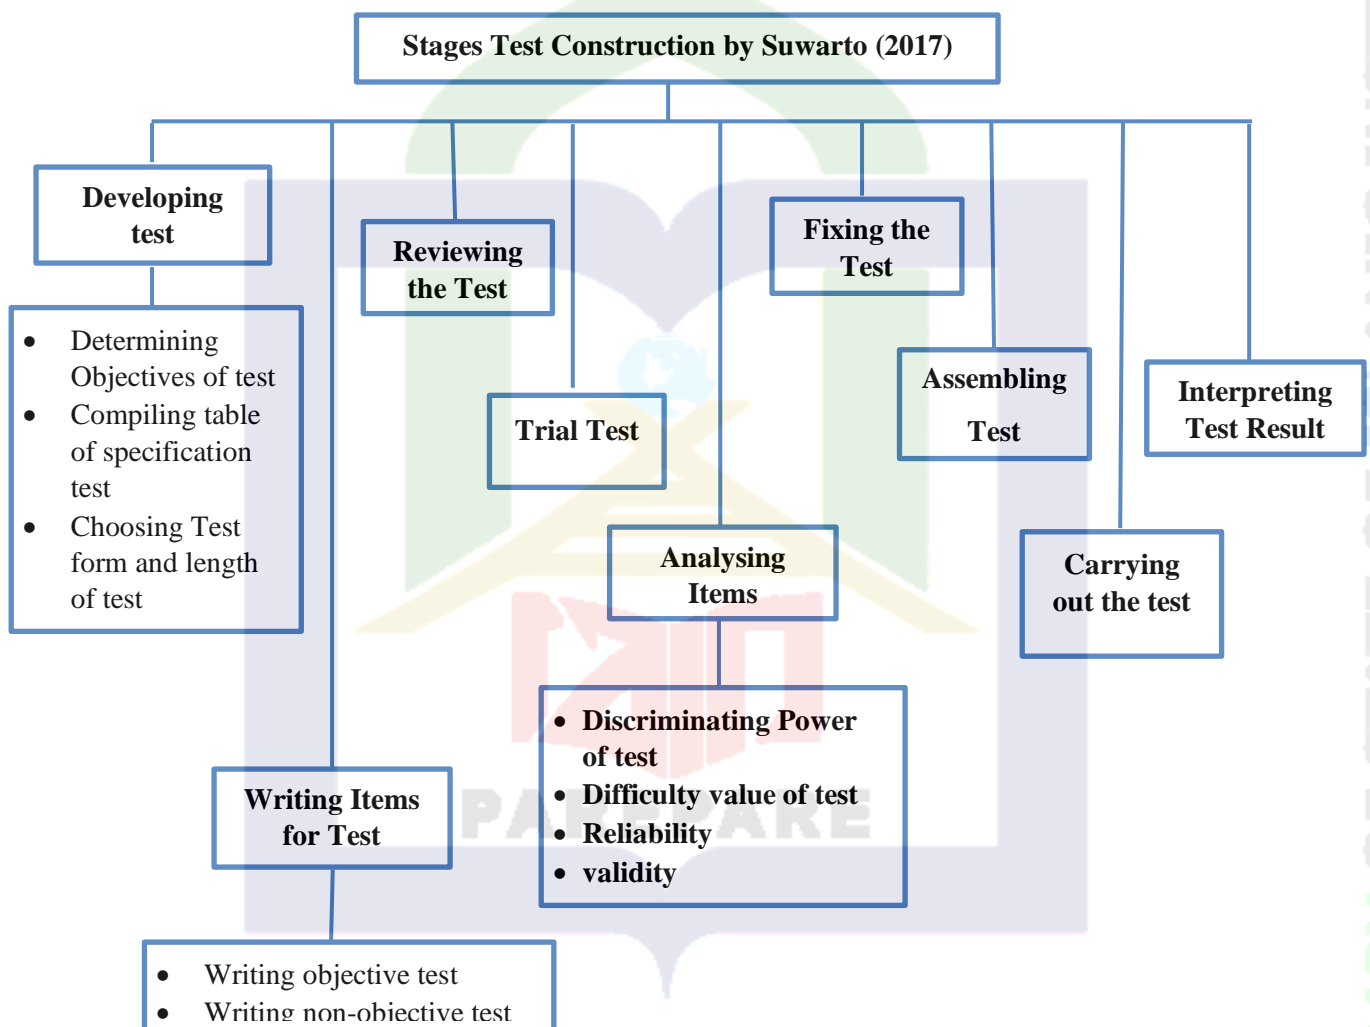 Stages Test Construction by Suwarto (2017)
Developing
test
• Determining
Objectives of test
• Compiling table
of specification
test
• Choosing Test
form and length
of test
Writing Items
for Test
• Writing objective test
• Writing non-objective test
Reviewing
the Test
Trial Test
Analysing
Items
• Discriminating Power
of test
• Difficulty value of test
• Reliability
• validity
Fixing the
Test
Assembling
Test
Carrying
out the test
Interpreting
Test Result
PAREPARE